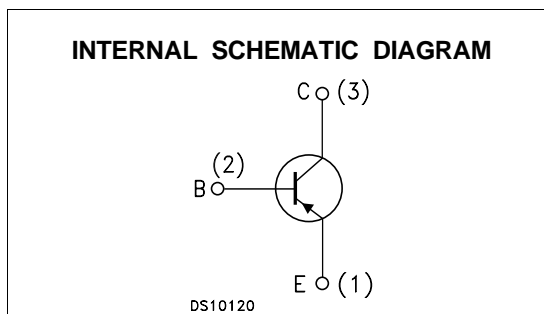 INTERNAL SCHEMATIC DIAGRAM
C (3)
(2)
B
E (1)
DS10120